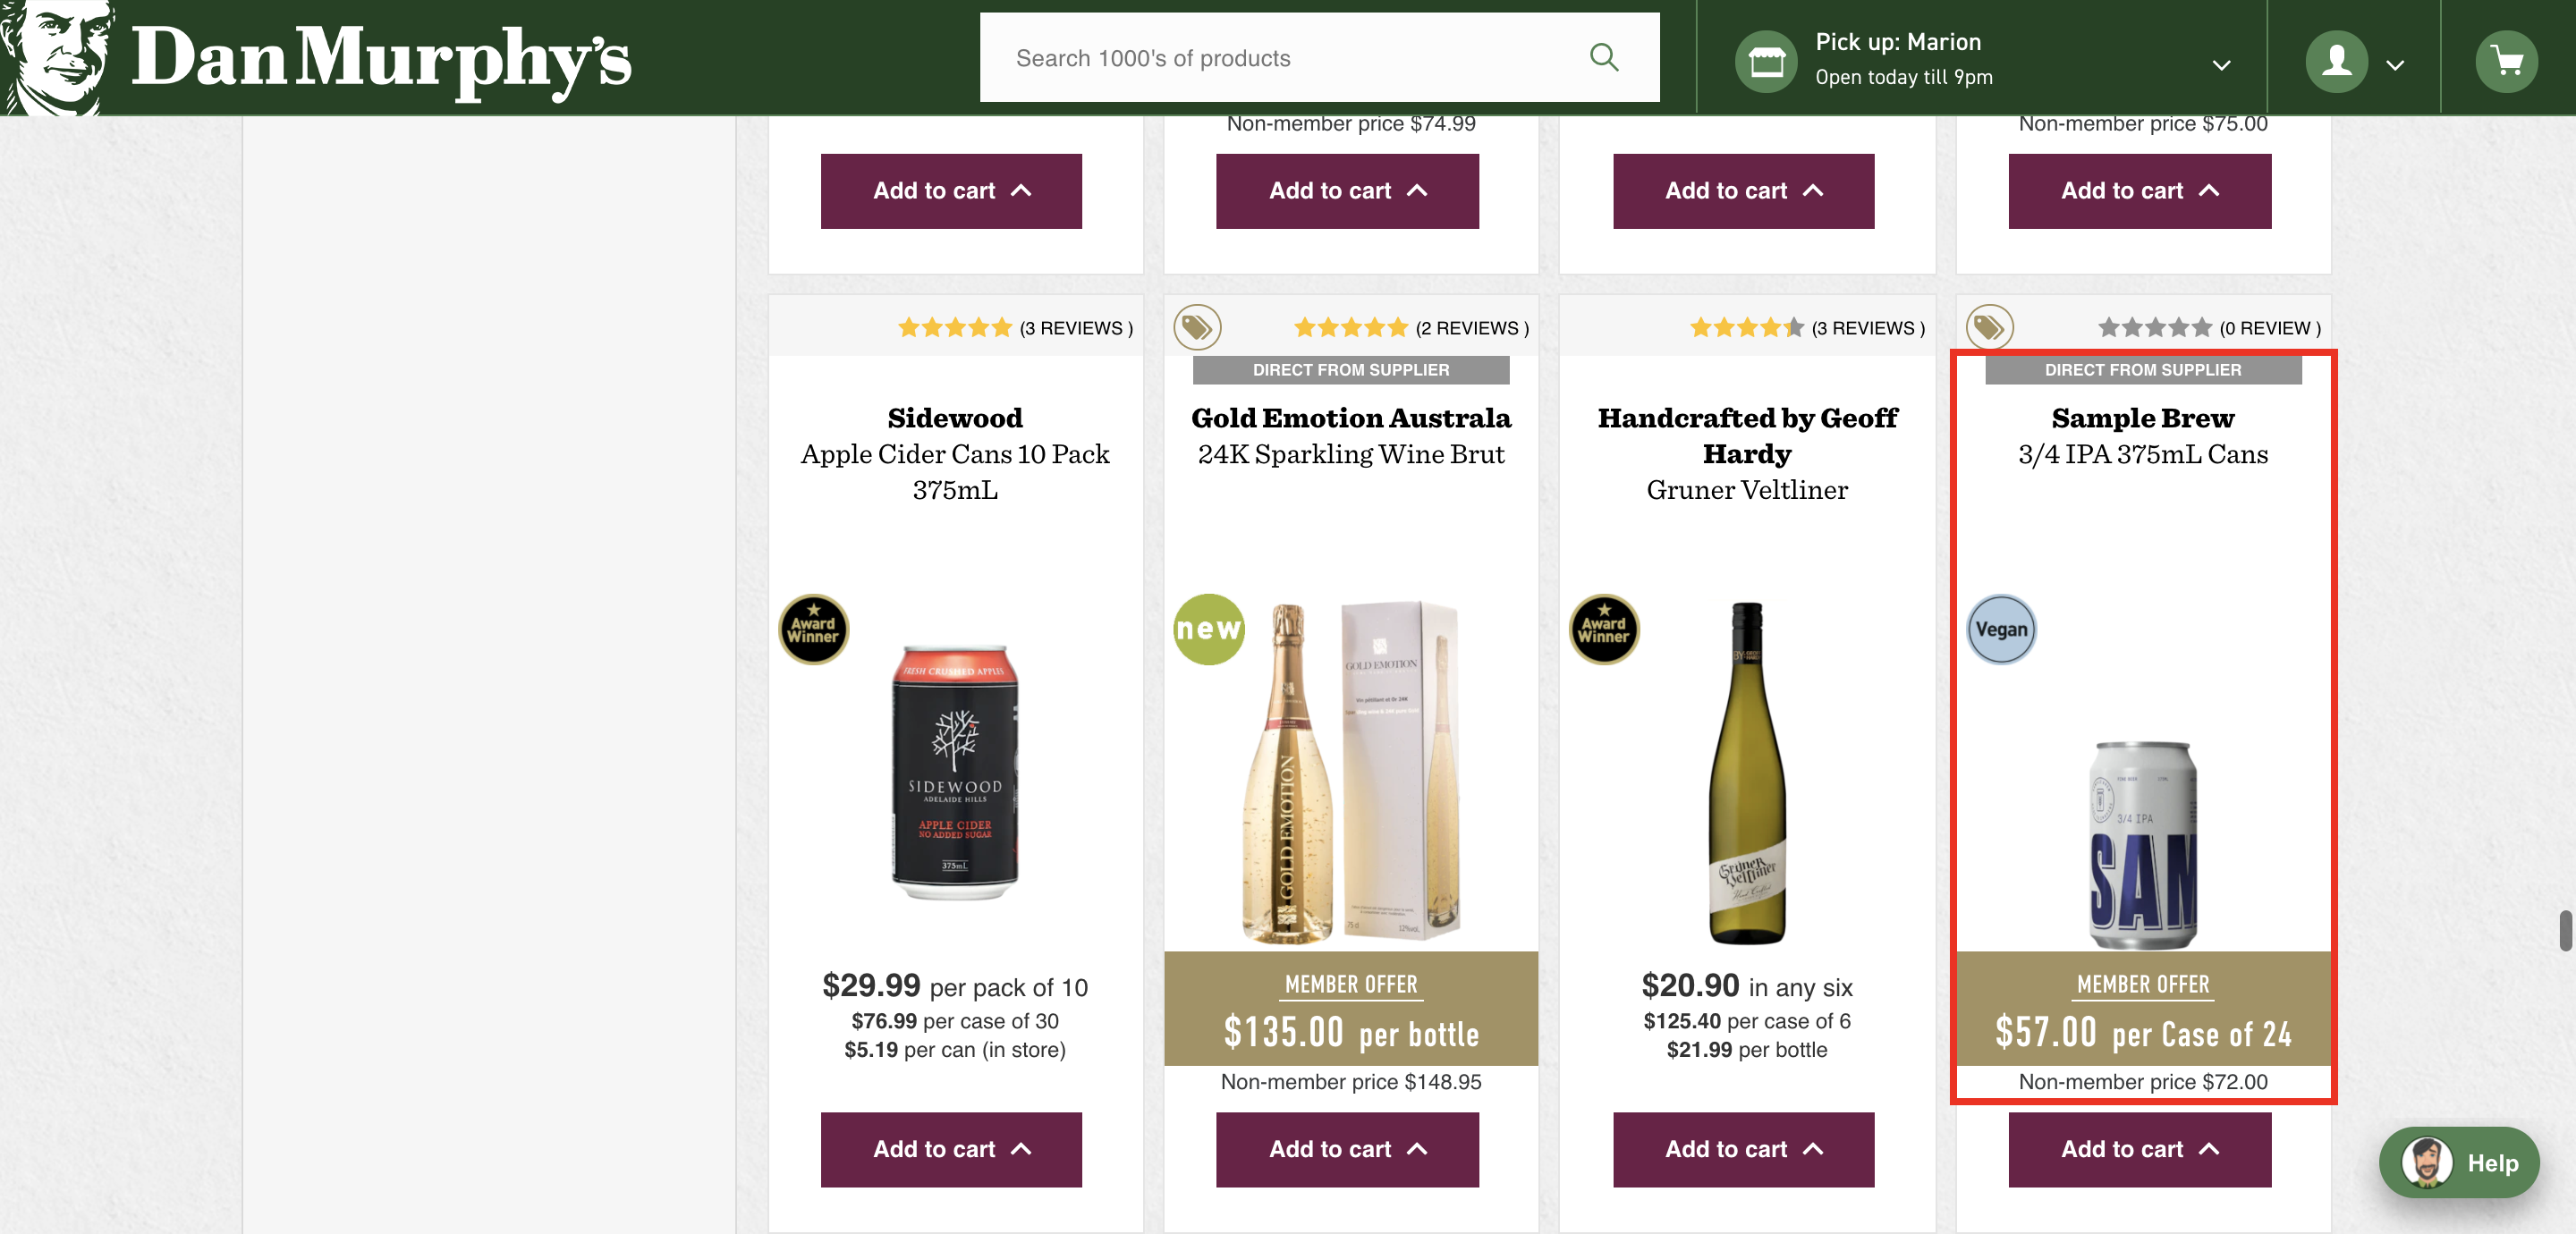 Dan Murphy's
Search 1000's of products
Pick up: Marion
Open today till 9pm
Non-member price $74.99
Non-member price $75.00
Add to cart
Add to cart
Add to cart
Add to cart
(3 REVIEWS )
Sidewood
Apple Cider Cans 10 Pack
375mL
Award
Winner
FRESH CRUSHED APPLES
SIDEWOOD
ADELAIDE HILLS
APPLE CIDER
NO ADDED SUGAR
375mL
$29.99 per pack of 10
$76.99 per case of 30
$5.19 per can (in store)
Add to cart
(2 REVIEWS )
DIRECT FROM SUPPLIER
Gold Emotion Australa
24K Sparkling Wine Brut
new
GOLD EMOTION
GOLD EMOTION
75 cl
12%vol.
MEMBER OFFER
$135.00 per bottle
Non-member price $148.95
Add to cart
(3 REVIEWS )
Handcrafted by Geoff
Hardy
Gruner Veltliner
Award
Winner
Grüner
Veltliner
$20.90 in any six
$125.40 per case of 6
$21.99 per bottle
Add to cart
(0 REVIEW )
DIRECT FROM SUPPLIER
Sample Brew
3/4 IPA 375mL Cans
Vegan
3/4 IPA
SAM
MEMBER OFFER
$57.00 per Case of 24
Non-member price $72.00
Add to cart
Help